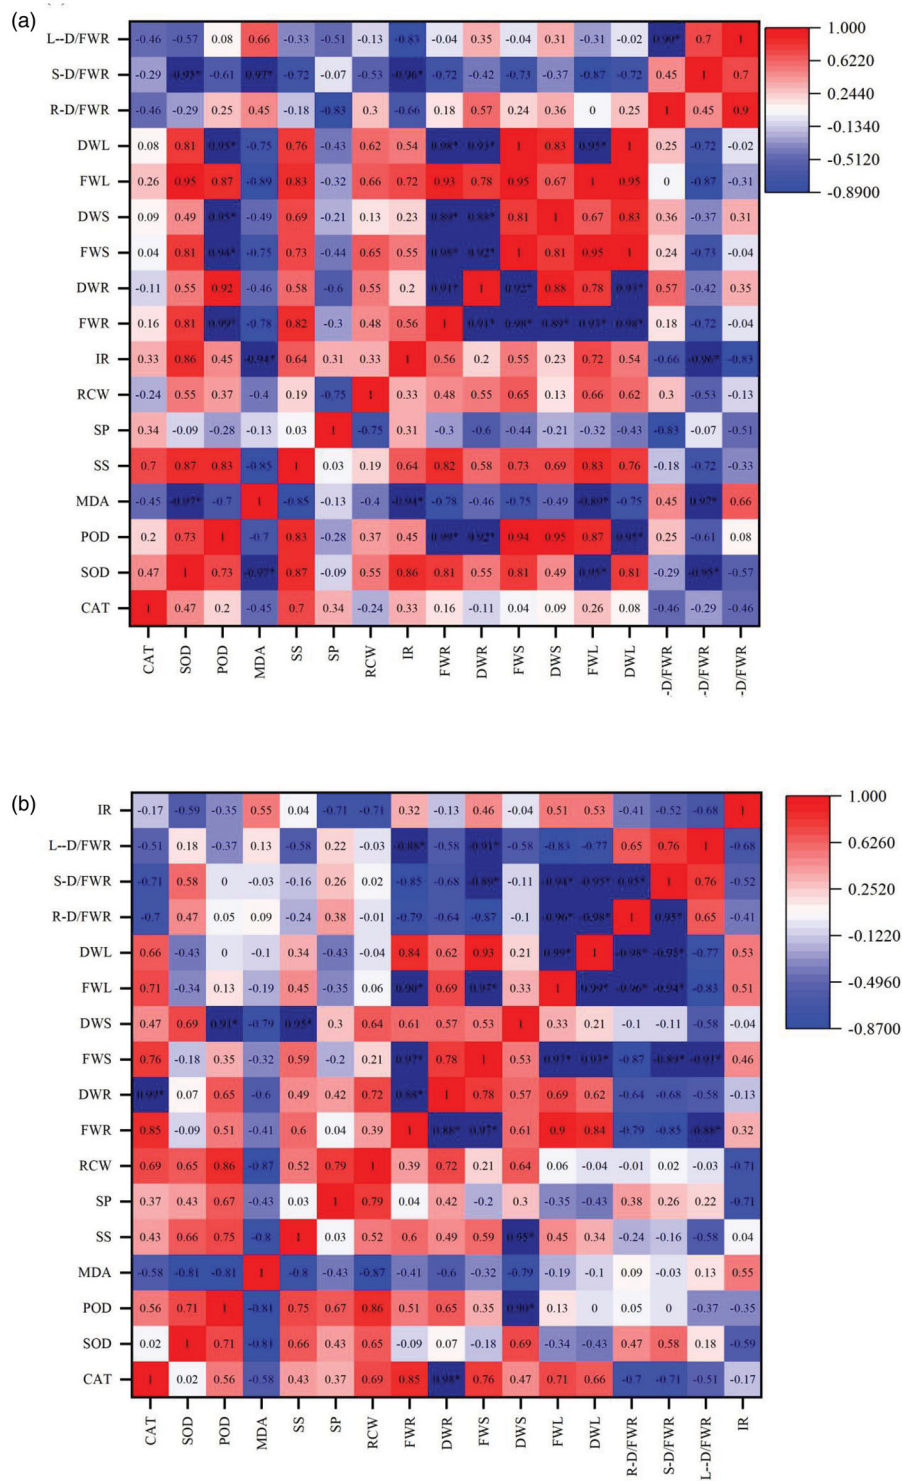 (a)
L--D/FWR -0.46 -0.57 0.08 0.66 -0.33 -0.51 -0.13 -0.83 -0.04 0.35 -0.04 0.31 -0.31 -0.02 0.90* 0.7 1
S-D/FWR -0.29 -0.95* -0.61 0.97* -0.72 -0.07 -0.53 -0.96* -0.72 -0.42 -0.73 -0.37 -0.87 -0.72 0.45 1 0.7
R-D/FWR -0.46 -0.29 0.25 0.45 -0.18 -0.83 0.3 -0.66 0.18 0.57 0.24 0.36 0 0.25 1 0.45 0.9
DWL 0.08 0.81 0.95* -0.75 0.76 -0.43 0.62 0.54 0.98* 0.93* 1 0.83 0.95* 1 0.25 -0.72 -0.02
FWL 0.26 0.95 0.87 -0.89 0.83 -0.32 0.66 0.72 0.93 0.78 0.95 0.67 1 0.95 0 -0.87 -0.31
DWS 0.09 0.49 0.95* -0.49 0.69 -0.21 0.13 0.23 0.89* 0.88* 0.81 1 0.67 0.83 0.36 -0.37 0.31
FWS 0.04 0.81 0.94* -0.75 0.73 -0.44 0.65 0.55 0.98* 0.92* 1 0.81 0.95 1 0.24 -0.73 -0.04
DWR -0.11 0.55 0.92 -0.46 0.58 -0.6 0.55 0.2 0.91* 1 0.92* 0.88 0.78 0.93* 0.57 -0.42 0.35
FWR 0.16 0.81 0.99* -0.78 0.82 -0.3 0.48 0.56 1 0.91* 0.98* 0.89* 0.93* 0.98* 0.18 -0.72 -0.04
IR 0.33 0.86 0.45 -0.94* 0.64 0.31 0.33 1 0.56 0.2 0.55 0.23 0.72 0.54 -0.66 -0.96* -0.83
RCW -0.24 0.55 0.37 -0.4 0.19 -0.75 1 0.33 0.48 0.55 0.65 0.13 0.66 0.62 0.3 -0.53 -0.13
SP 0.34 -0.09 -0.28 -0.13 0.03 1 -0.75 0.31 -0.3 -0.6 -0.44 -0.21 -0.32 -0.43 -0.83 -0.07 -0.51
SS 0.7 0.87 0.83 -0.85 1 0.03 0.19 0.64 0.82 0.58 0.73 0.69 0.83 0.76 -0.18 -0.72 -0.33
MDA -0.45 -0.97* -0.7 1 -0.85 -0.13 -0.4 -0.94* -0.78 -0.46 -0.75 -0.49 -0.89* -0.75 0.45 0.97* 0.66
POD 0.2 0.73 1 -0.7 0.83 -0.28 0.37 0.45 0.99* 0.92* 0.94 0.95 0.87 0.95* 0.25 -0.61 0.08
SOD 0.47 1 0.73 -0.97* 0.87 -0.09 0.55 0.86 0.81 0.55 0.81 0.49 0.95* 0.81 -0.29 -0.95* -0.57
CAT 1 0.47 0.2 -0.45 0.7 0.34 -0.24 0.33 0.16 -0.11 0.04 0.09 0.26 0.08 -0.46 -0.29 -0.46
CAT SOD POD MDA SS SP RCW IR FWR DWR FWS DWS FWL DWL -D/FWR -D/FWR -D/FWR
1.000
0.6220
0.2440
-0.1340
-0.5120
-0.8900
(b)
IR -0.17 -0.59 -0.35 0.55 0.04 -0.71 -0.71 0.32 -0.13 0.46 -0.04 0.51 0.53 -0.41 -0.52 -0.68 1
L--D/FWR -0.51 0.18 -0.37 0.13 -0.58 0.22 -0.03 -0.88* -0.58 -0.91* -0.58 -0.83 -0.77 0.65 0.76 1 -0.68
S-D/FWR -0.71 0.58 0 -0.03 -0.16 0.26 0.02 -0.85 -0.68 -0.89* -0.11 -0.94* -0.95* 0.95* 1 0.76 -0.52
R-D/FWR -0.7 0.47 0.05 0.09 -0.24 0.38 -0.01 -0.79 -0.64 -0.87 -0.1 -0.96* -0.98* 1 0.95* 0.65 -0.41
DWL 0.66 -0.43 0 -0.1 0.34 -0.43 -0.04 0.84 0.62 0.93 0.21 0.99* 1 -0.98* -0.95* -0.77 0.53
FWL 0.71 -0.34 0.13 -0.19 0.45 -0.35 0.06 0.90* 0.69 0.97* 0.33 1 0.99* -0.96* -0.94* -0.83 0.51
DWS 0.47 0.69 0.91* -0.79 0.95* 0.3 0.64 0.61 0.57 0.53 1 0.33 0.21 -0.1 -0.11 -0.58 -0.04
FWS 0.76 -0.18 0.35 -0.32 0.59 -0.2 0.21 0.97* 0.78 1 0.53 0.97* 0.93* -0.87 -0.89* -0.91* 0.46
DWR 0.99* 0.07 0.65 -0.6 0.49 0.42 0.72 0.88* 1 0.78 0.57 0.69 0.62 -0.64 -0.68 -0.58 -0.13
FWR 0.85 -0.09 0.51 -0.41 0.6 0.04 0.39 1 0.88* 0.97* 0.61 0.9 0.84 -0.79 -0.85 -0.88* 0.32
RCW 0.69 0.65 0.86 -0.87 0.52 0.79 1 0.39 0.72 0.21 0.64 0.06 -0.04 -0.01 0.02 -0.03 -0.71
SP 0.37 0.43 0.67 -0.43 0.03 1 0.79 0.04 0.42 -0.2 0.3 -0.35 -0.43 0.38 0.26 0.22 -0.71
SS 0.43 0.66 0.75 -0.8 1 0.03 0.52 0.6 0.49 0.59 0.95* 0.45 0.34 -0.24 -0.16 -0.58 0.04
MDA -0.58 -0.81 -0.81 1 -0.8 -0.43 -0.87 -0.41 -0.6 -0.32 -0.79 -0.19 -0.1 0.09 -0.03 0.13 0.55
POD 0.56 0.71 1 -0.81 0.75 0.67 0.86 0.51 0.65 0.35 0.90* 0.13 0 0.05 0 -0.37 -0.35
SOD 0.02 1 0.71 -0.81 0.66 0.43 0.65 -0.09 0.07 -0.18 0.69 -0.34 -0.43 0.47 0.58 0.18 -0.59
CAT 1 0.02 0.56 -0.58 0.43 0.37 0.69 0.85 0.98* 0.76 0.47 0.71 0.66 -0.7 -0.71 -0.51 -0.17
CAT SOD POD MDA SS SP RCW FWR DWR FWS DWS FWL DWL R-D/FWR S-D/FWR L--D/FWR IR
1.000
0.6260
0.2520
-0.1220
-0.4960
-0.8700